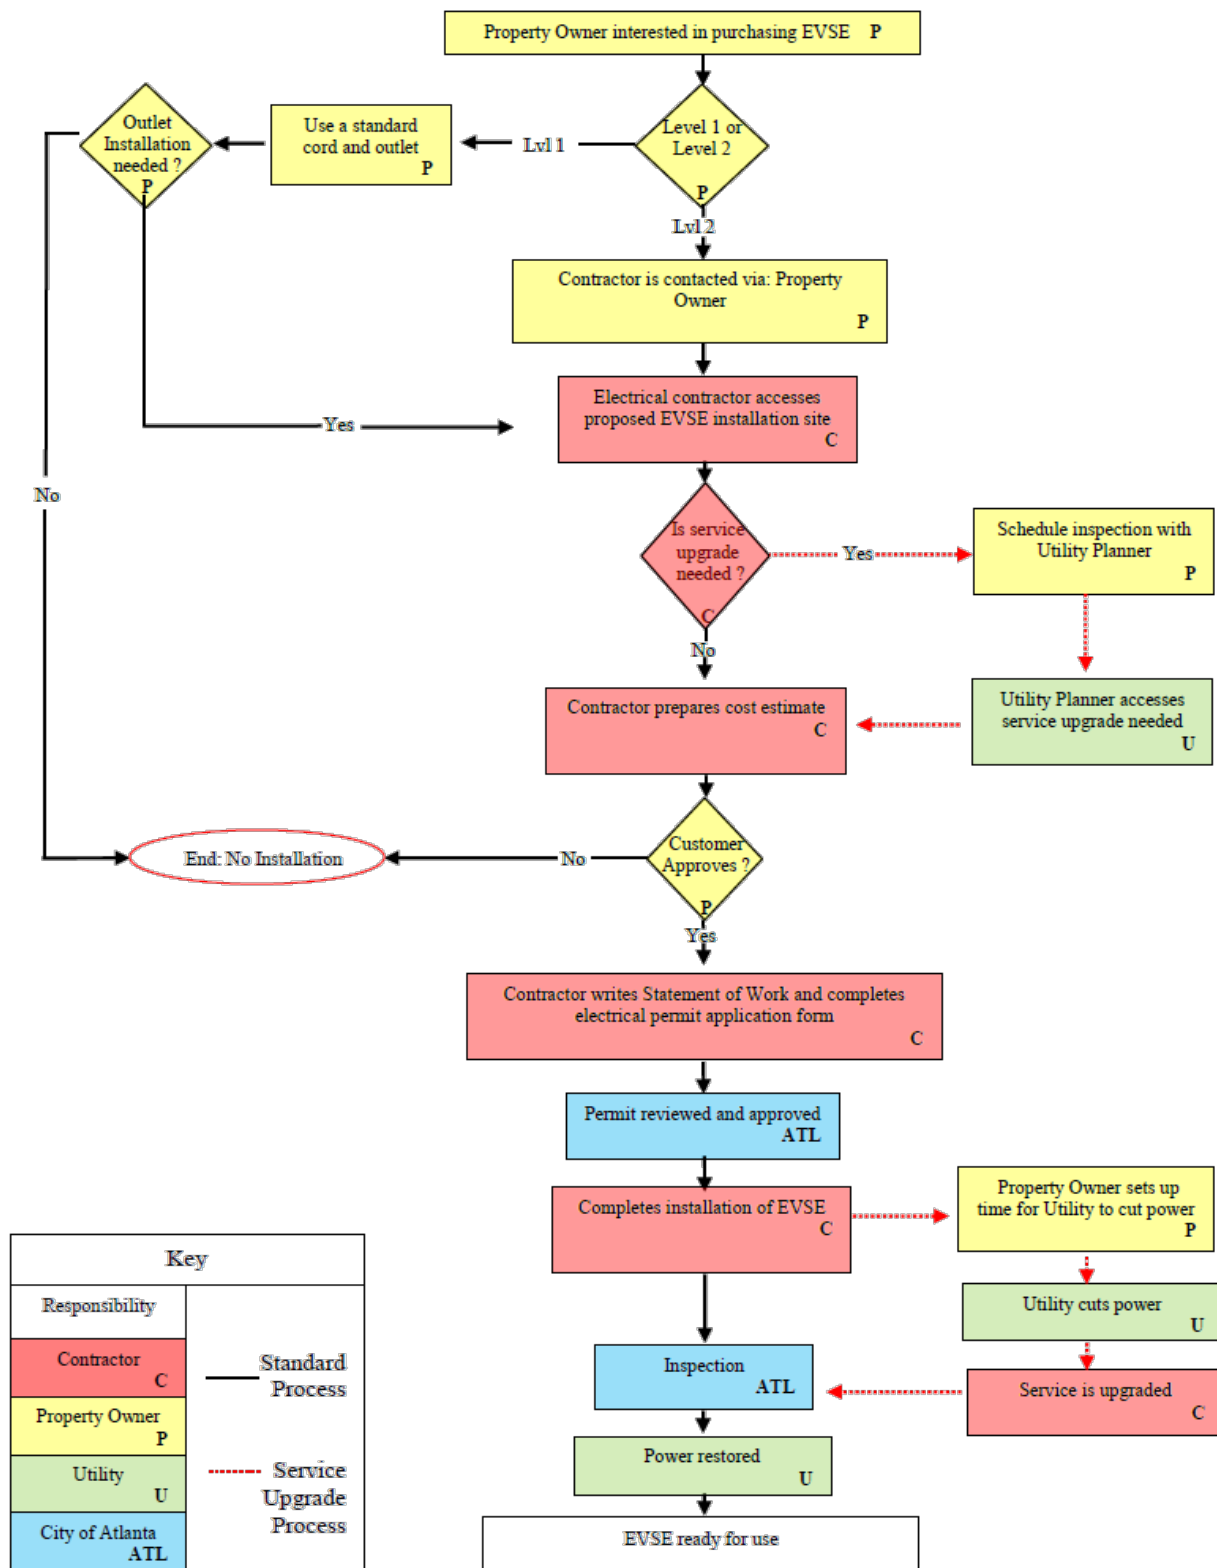 Property Owner interested in purchasing EVSE P
Level 1 or
Level 2
P
Lvl 1
Use a standard
cord and outlet
P
Outlet
Installation
needed ?
P
Lvl 2
Contractor is contacted via: Property
Owner
P
Electrical contractor accesses
proposed EVSE installation site
C
Yes
No
Is service
upgrade
needed ?
C
Yes
Schedule inspection with
Utility Planner
P
No
Utility Planner accesses
service upgrade needed
U
Contractor prepares cost estimate
C
Customer
Approves ?
P
No
End: No Installation
Yes
Contractor writes Statement of Work and completes
electrical permit application form
C
Permit reviewed and approved
ATL
Completes installation of EVSE
C
Property Owner sets up
time for Utility to cut power
P
Utility cuts power
U
Service is upgraded
C
Inspection
ATL
Power restored
U
EVSE ready for use
Key
Responsibility
Contractor
C
Property Owner
P
Utility
U
City of Atlanta
ATL
Standard
Process
Service
Upgrade
Process